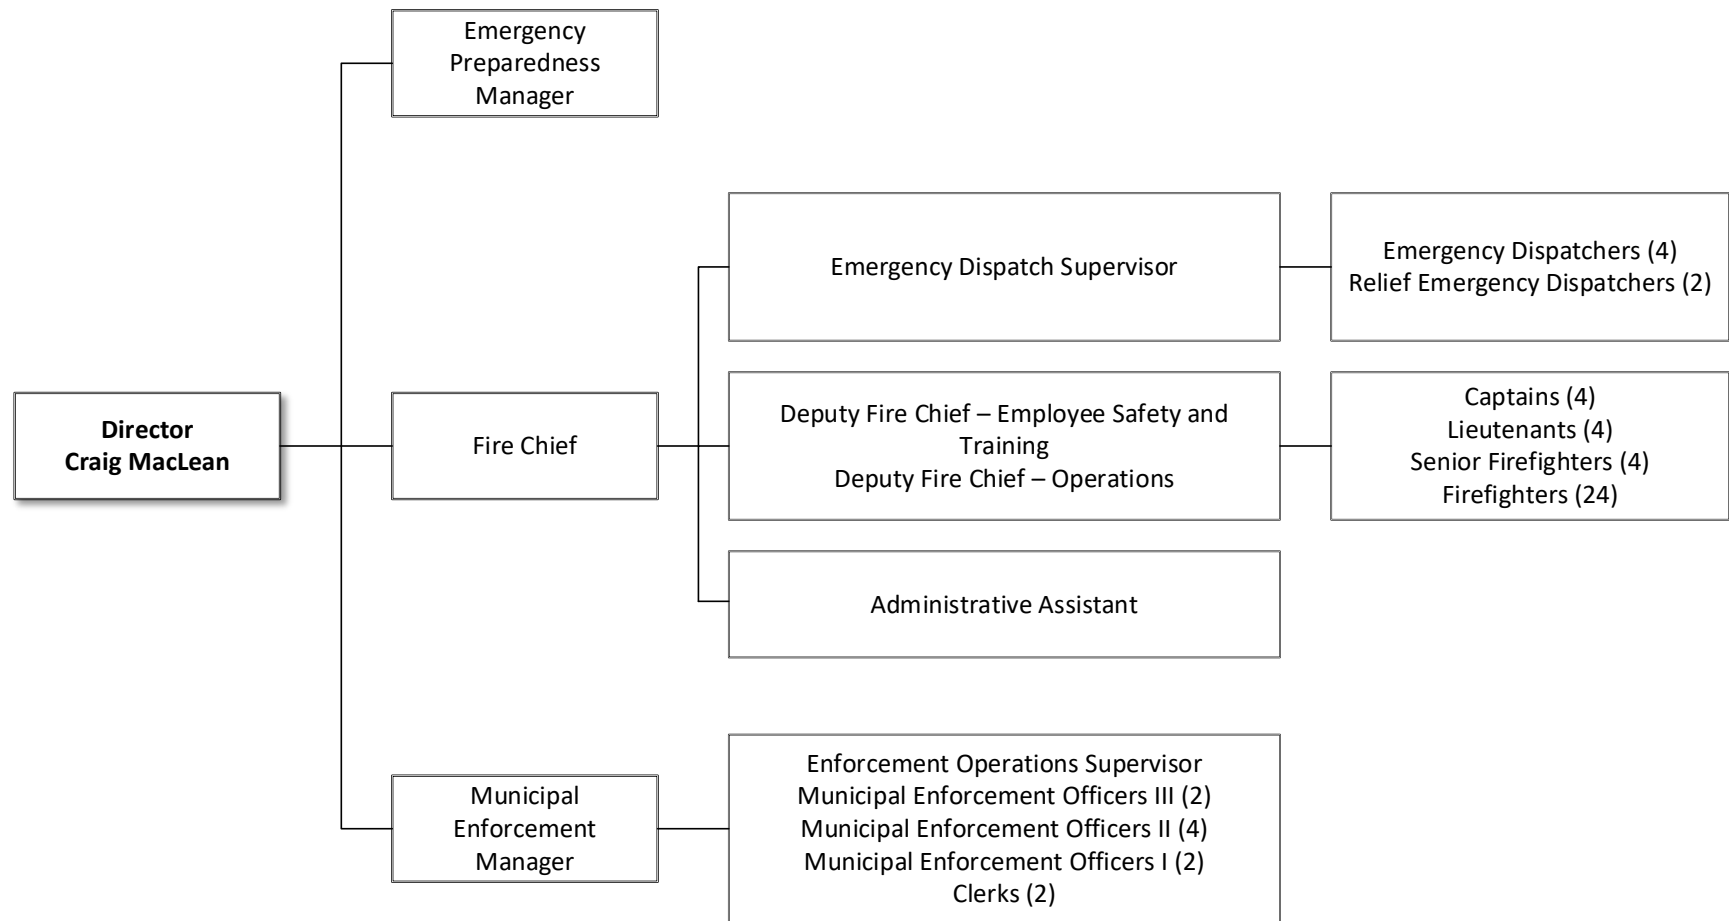 Emergency
Preparedness
Manager
Emergency Dispatch Supervisor
Emergency Dispatchers (4)
Relief Emergency Dispatchers (2)
Director
Craig MacLean
Fire Chief
Deputy Fire Chief – Employee Safety and
Training
Deputy Fire Chief – Operations
Captains (4)
Lieutenants (4)
Senior Firefighters (4)
Firefighters (24)
Administrative Assistant
Municipal
Enforcement
Manager
Enforcement Operations Supervisor
Municipal Enforcement Officers III (2)
Municipal Enforcement Officers II (4)
Municipal Enforcement Officers I (2)
Clerks (2)